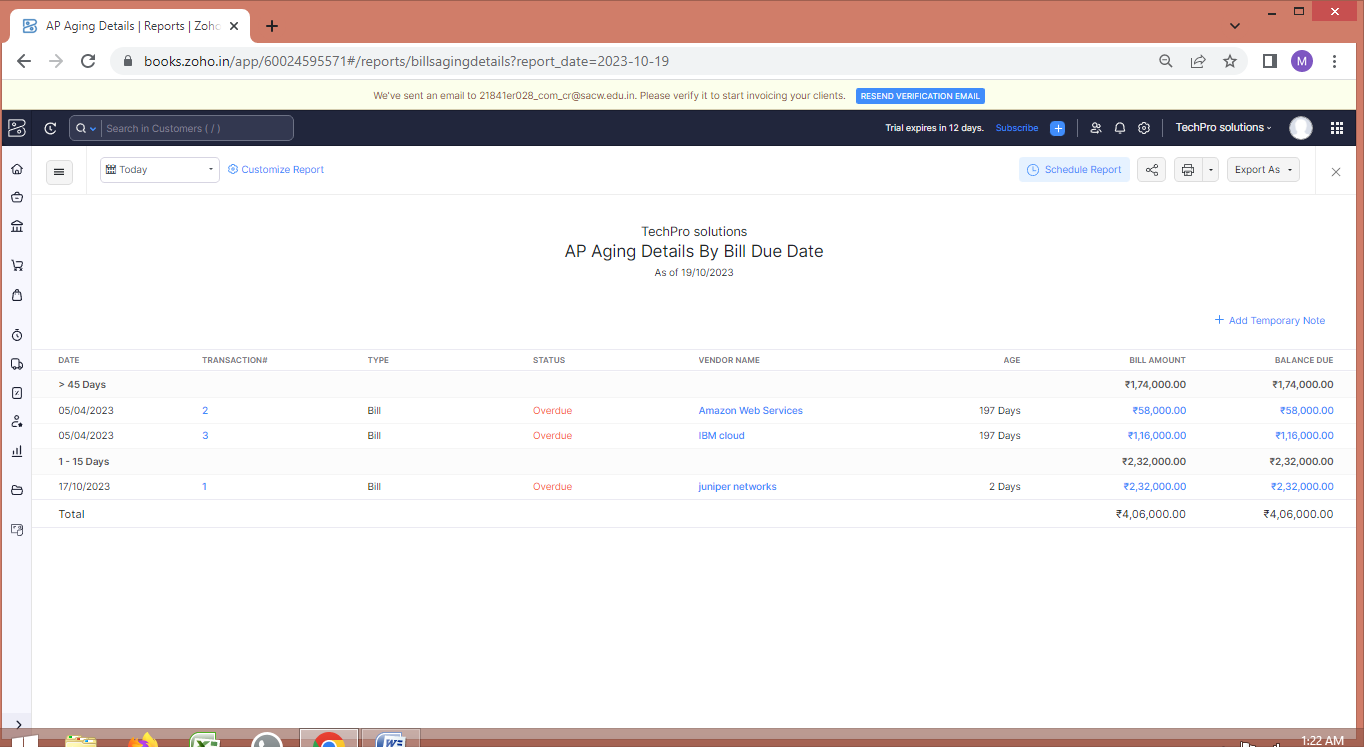 AP Aging Details | Reports | Zoho
books.zoho.in/app/60024595571#/reports/billsagingdetails?report_date=2023-10-19
M
We've sent an email to 21841er028_com_cr@sacw.edu.in. Please verify it to start invoicing your clients. RESEND VERIFICATION EMAIL
Search in Customers ( / )
Trial expires in 12 days. Subscribe TechPro solutions
Today Customize Report Schedule Report Export As
TechPro solutions
AP Aging Details By Bill Due Date
As of 19/10/2023
Add Temporary Note
DATE TRANSACTION# TYPE STATUS VENDOR NAME AGE BILL AMOUNT BALANCE DUE
> 45 Days ₹1,74,000.00 ₹1,74,000.00
05/04/2023 2 Bill Overdue Amazon Web Services 197 Days ₹58,000.00 ₹58,000.00
05/04/2023 3 Bill Overdue IBM cloud 197 Days ₹1,16,000.00 ₹1,16,000.00
1 - 15 Days ₹2,32,000.00 ₹2,32,000.00
17/10/2023 1 Bill Overdue juniper networks 2 Days ₹2,32,000.00 ₹2,32,000.00
Total ₹4,06,000.00 ₹4,06,000.00
1:22 AM